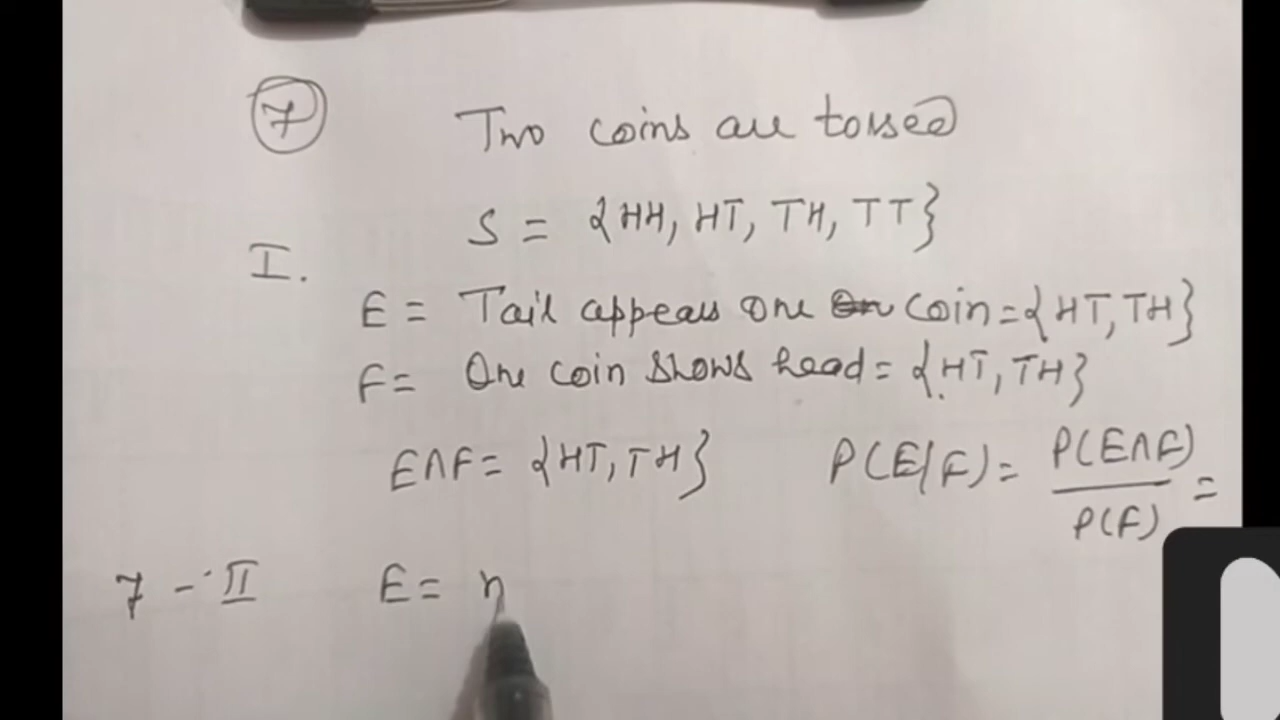 7 Two coins are tossed
S = {HH, HT, TH, TT}
I.
E = Tail appears one coin = {HT, TH}
F = One coin shows head = {HT, TH}
E∩F = {HT, TH} P(E/F) = P(E∩F) / P(F) =
7 - II E = n